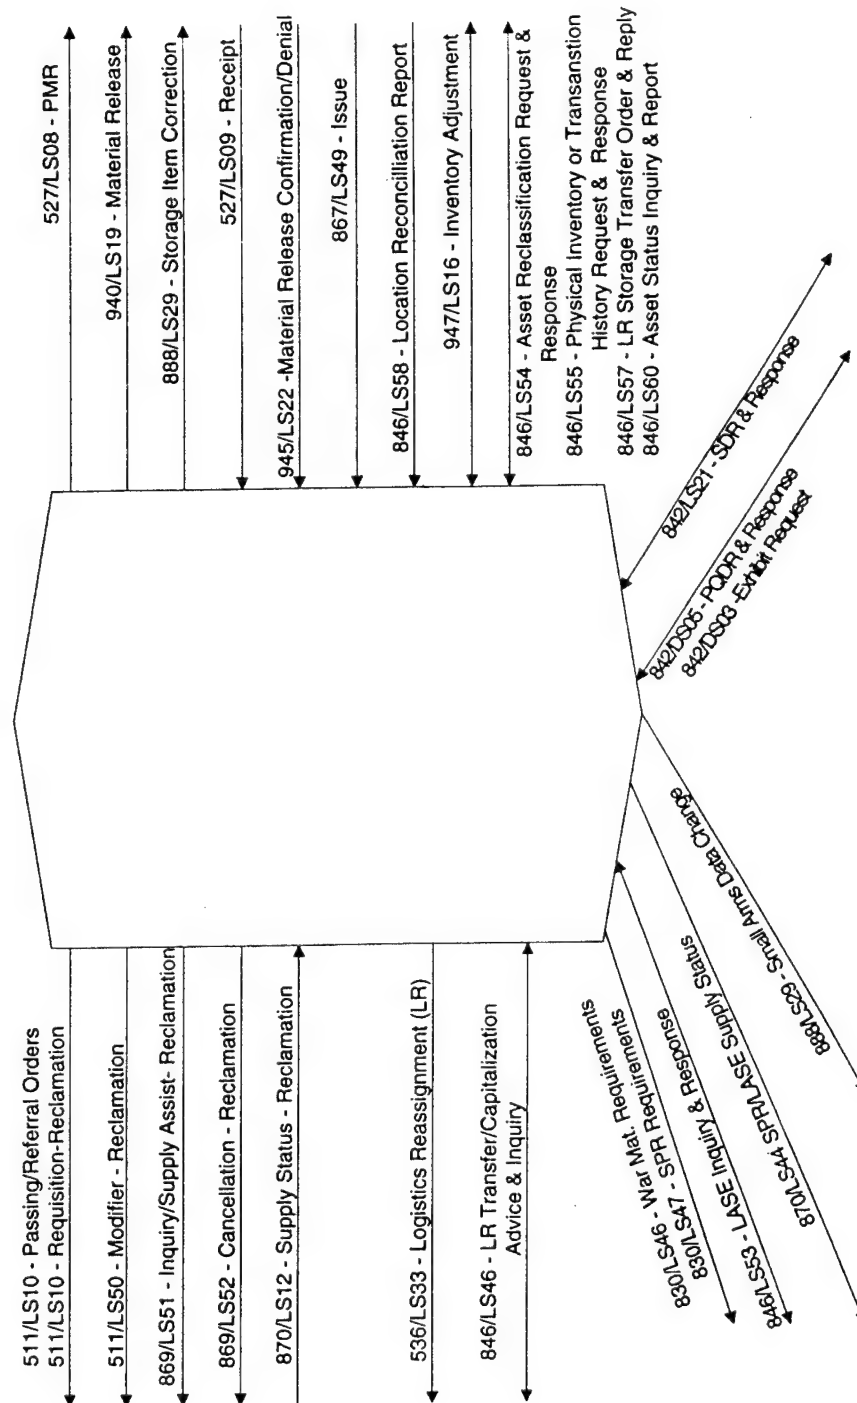 511/LS10 - Passing/Referral Orders
511/LS10 - Requisition-Reclamation
511/LS50 - Modifier - Reclamation
869/LS51 - Inquiry/Supply Assist- Reclamation
869/LS52 - Cancellation - Reclamation
870/LS12 - Supply Status - Reclamation
536/LS33 - Logistics Reassignment (LR)
846/LS46 - LR Transfer/Capitalization
Advice & Inquiry
830/LS46 - War Mat. Requirements
830/LS47 - SPR Requirements
846/LS53 - LASE Inquiry & Response
870/LS44 SPR/LASE Supply Status
888/LS29 - Small Arms Data Change
527/LS08 - PMR
940/LS19 - Material Release
888/LS29 - Storage Item Correction
527/LS09 - Receipt
945/LS22 -Material Release Confirmation/Denial
867/LS49 - Issue
846/LS58 - Location Reconcilliation Report
947/LS16 - Inventory Adjustment
846/LS54 - Asset Reclassification Request &
Response
846/LS55 - Physical Inventory or Transanstion
History Request & Response
846/LS57 - LR Storage Transfer Order & Reply
846/LS60 - Asset Status Inquiry & Report
842/LS21 - SDR & Response
842/DS05 - PQDR & Response
842/DS03 -Exhibit Request